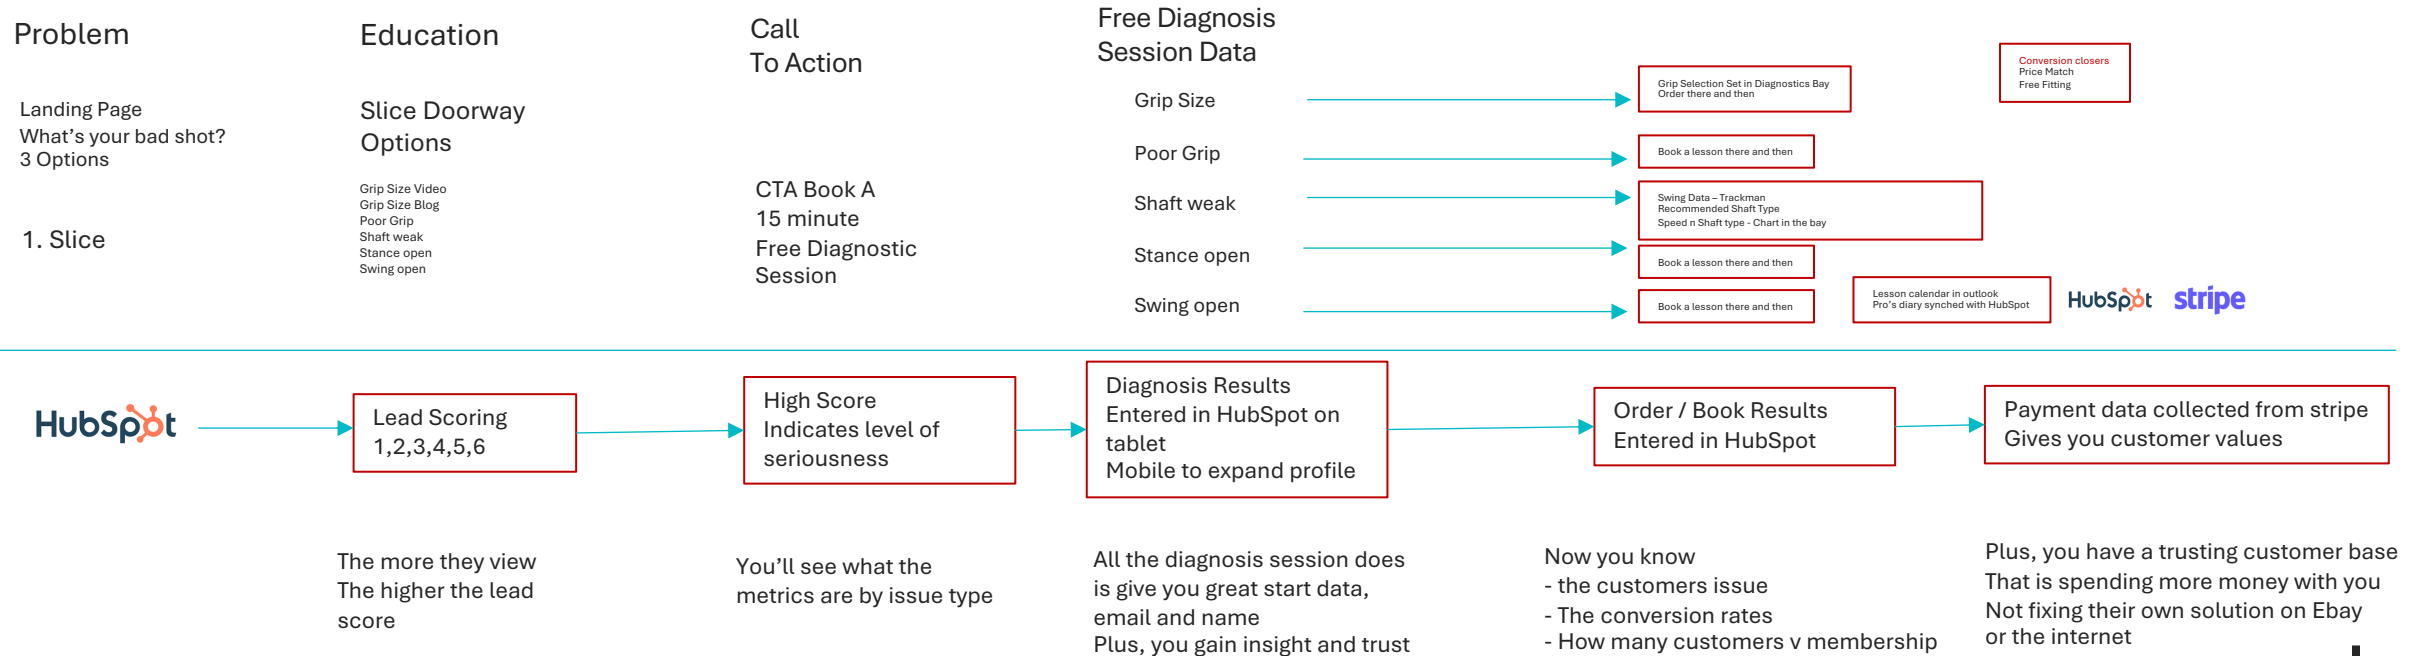 Problem
Landing Page
What's your bad shot?
3 Options
1. Slice
Education
Slice Doorway
Options
Grip Size Video
Grip Size Blog
Poor Grip
Shaft weak
Stance open
Swing open
Call
To Action
CTA Book A
15 minute
Free Diagnostic
Session
Free Diagnosis
Session Data
Grip Size
Poor Grip
Shaft weak
Stance open
Swing open
Grip Selection Set in Diagnostics Bay
Order there and then
Book a lesson there and then
Swing Data – Trackman
Recommended Shaft Type
Speed n Shaft type - Chart in the bay
Book a lesson there and then
Book a lesson there and then
Conversion closers
Price Match
Free Fitting
Lesson calendar in outlook
Pro's diary synched with HubSpot
HubSpot
stripe
HubSpot
Lead Scoring
1,2,3,4,5,6
High Score
Indicates level of
seriousness
Diagnosis Results
Entered in HubSpot on
tablet
Mobile to expand profile
Order / Book Results
Entered in HubSpot
Payment data collected from stripe
Gives you customer values
The more they view
The higher the lead
score
You'll see what the
metrics are by issue type
All the diagnosis session does
is give you great start data,
email and name
Plus, you gain insight and trust
Now you know
- the customers issue
- The conversion rates
- How many customers v membership
Plus, you have a trusting customer base
That is spending more money with you
Not fixing their own solution on Ebay
or the internet